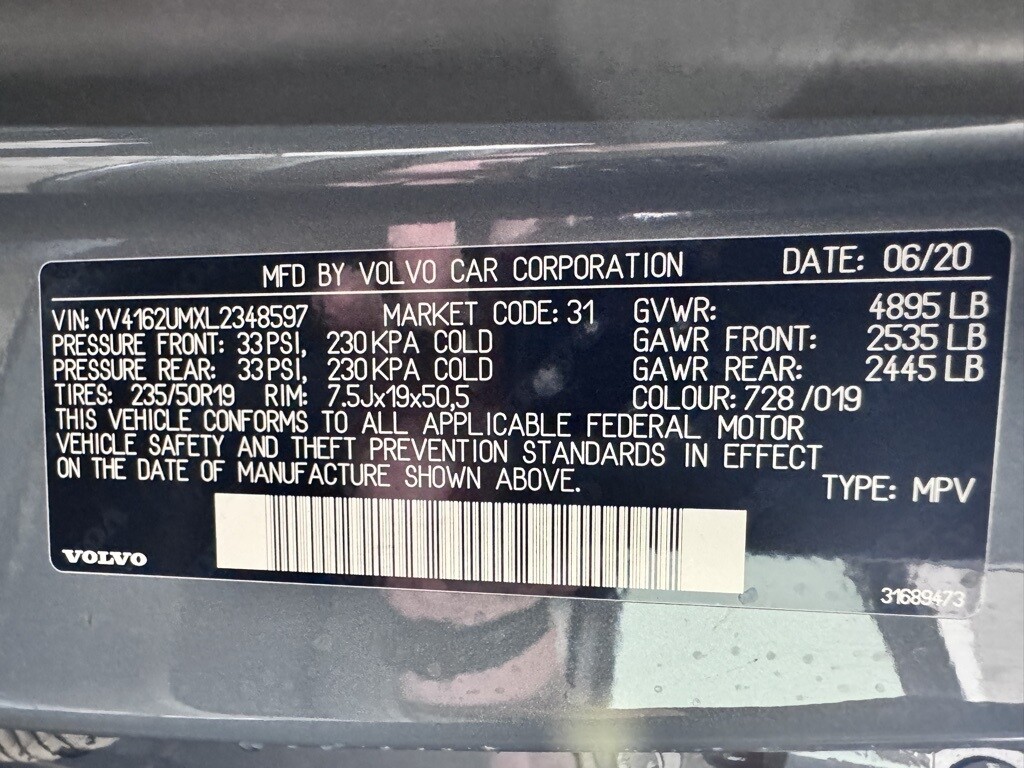 MFD BY VOLVO CAR CORPORATION DATE: 06/20
VIN: YV4162UMXL2348597 MARKET CODE: 31 GVWR: 4895 LB
PRESSURE FRONT: 33 PSI, 230 KPA COLD GAWR FRONT: 2535 LB
PRESSURE REAR: 33 PSI, 230 KPA COLD GAWR REAR: 2445 LB
TIRES: 235/50R19 RIM: 7.5Jx19x50,5 COLOUR: 728 /019
THIS VEHICLE CONFORMS TO ALL APPLICABLE FEDERAL MOTOR
VEHICLE SAFETY AND THEFT PREVENTION STANDARDS IN EFFECT
ON THE DATE OF MANUFACTURE SHOWN ABOVE. TYPE: MPV
VOLVO
31689473